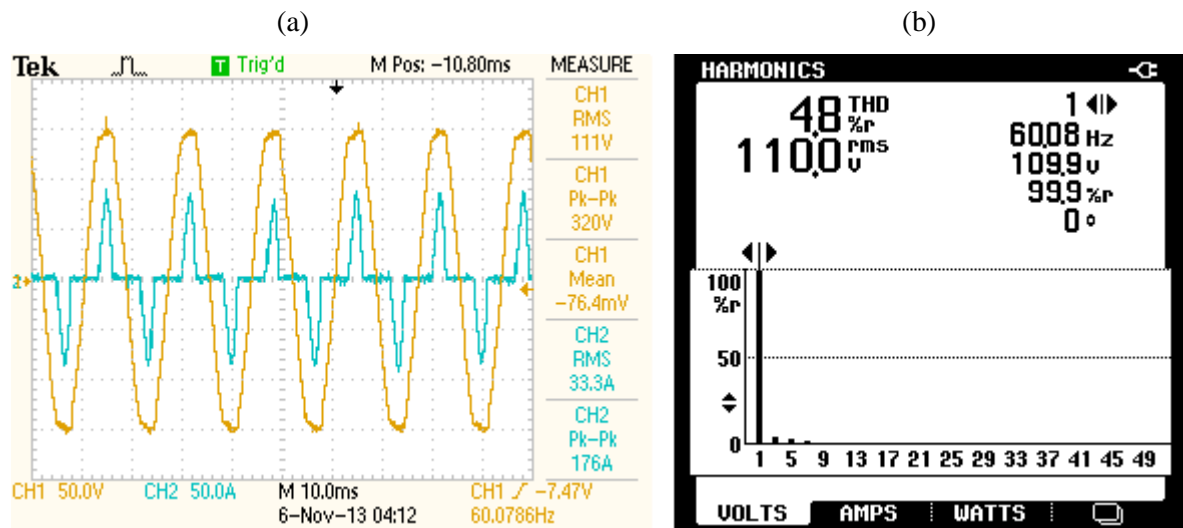 (a)
(b)
Tek T Trig'd M Pos: -10.80ms MEASURE
CH1
RMS
111V
CH1
Pk-Pk
320V
CH1
Mean
-76.4mV
CH2
RMS
33.3A
CH2
Pk-Pk
176A
2
CH1 50.0V CH2 50.0A M 10.0ms CH1 -7.47V
6-Nov-13 04:12 60.0786Hz
HARMONICS
4.8 THD %r
110.0 rms V
1
60.08 Hz
109.9 V
99.9 %r
0 °
100
%r
50
0
1 5 9 13 17 21 25 29 33 37 41 45 49
VOLTS AMPS WATTS